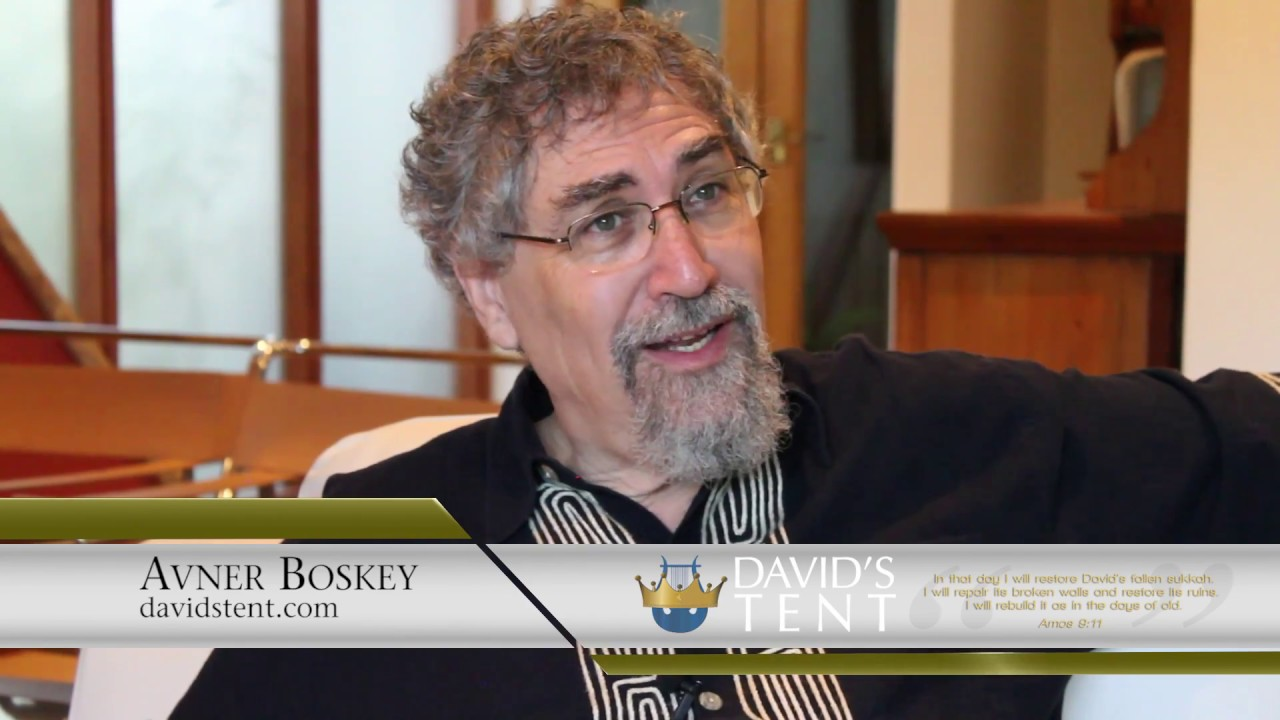 AVNER BOSKEY
davidstent.com
DAVID'S
TENT
In that day I will restore David's fallen sukkah.
I will repair its broken walls and restore its ruins.
I will rebuild it as in the days of old.
Amos 9:11